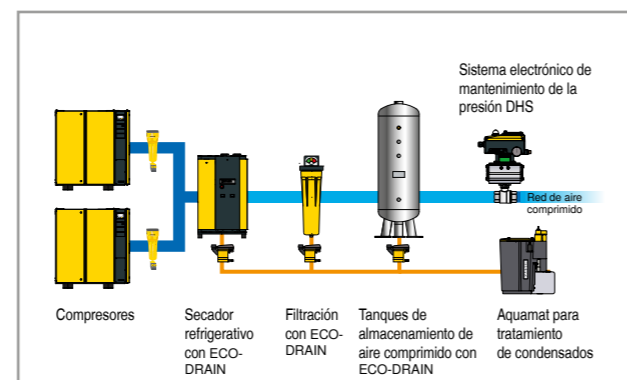 Sistema electrónico de
mantenimiento de la
presión DHS
Red de aire
comprimido
Compresores
Secador
refrigerativo
con ECO-
DRAIN
Filtración
con ECO-
DRAIN
Tanques de
almacenamiento de
aire comprimido con
ECO-DRAIN
Aquamat para
tratamiento
de condensados